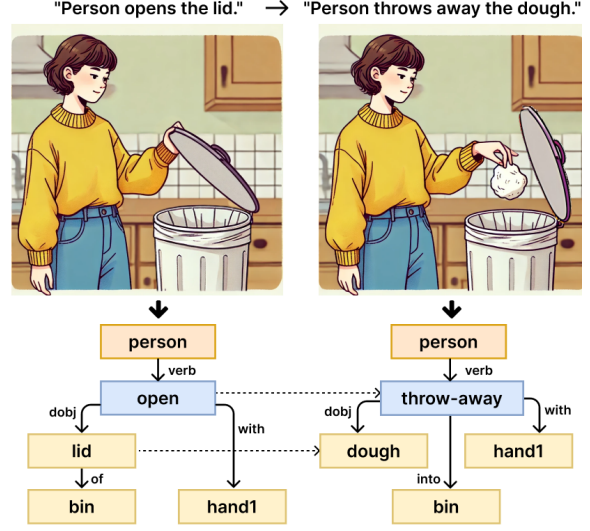 "Person opens the lid." → "Person throws away the dough."
person person
verb verb
open throw-away
dobj with dobj with
lid dough hand1
of into
bin hand1 bin